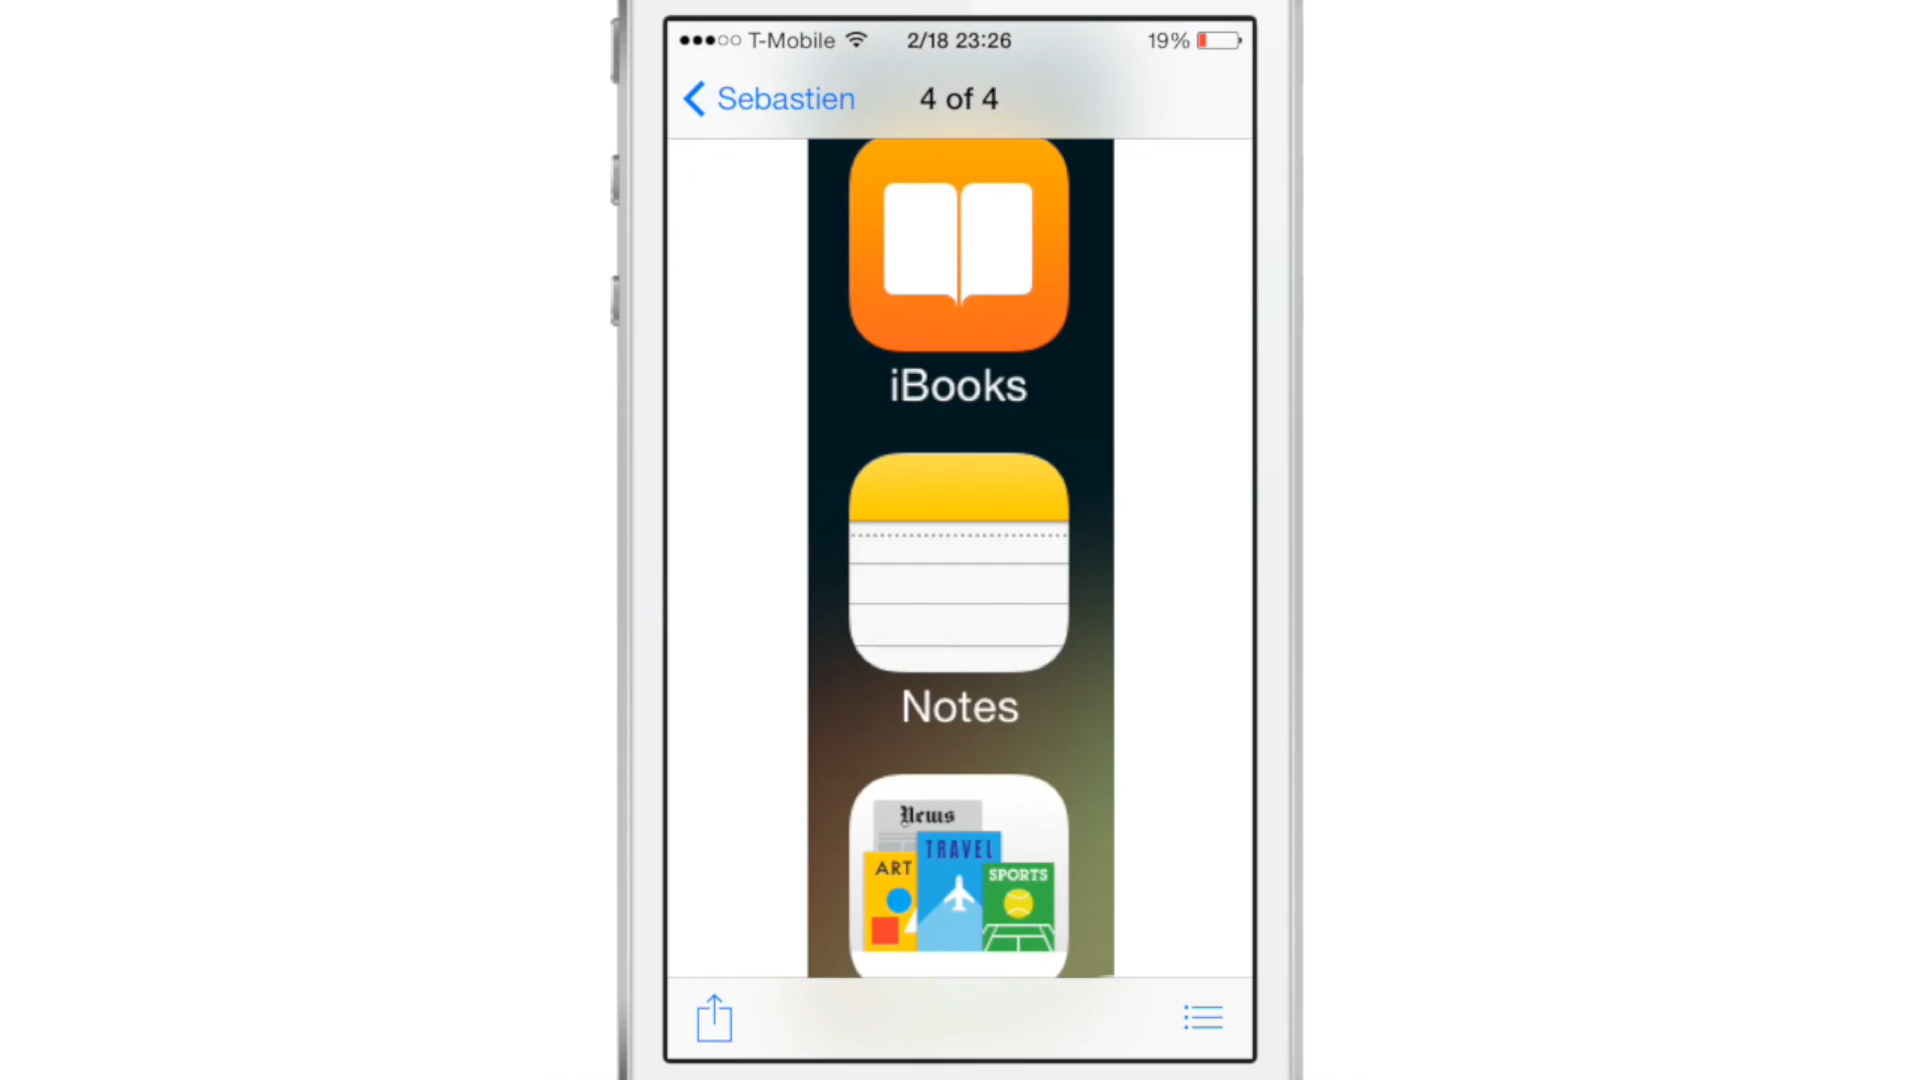 T-Mobile 2/18 23:26 19%
Sebastien 4 of 4
iBooks
Notes
News
TRAVEL
ART
SPORTS